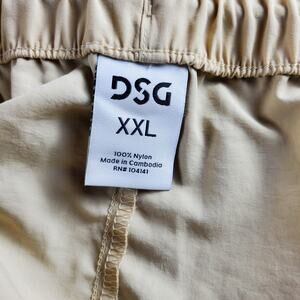 DSG
XXL
100% Nylon
Made in Cambodia
RN# 104141